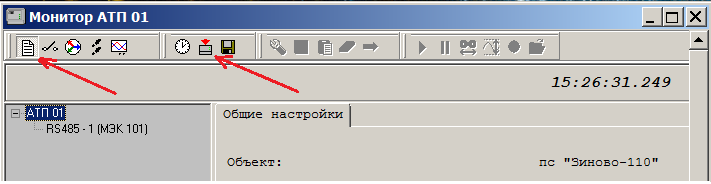 Монитор АТП 01
15:26:31.249
АТП 01
RS485 - 1 (МЭК 101)
Общие настройки
Объект: пс "Зиново-110"